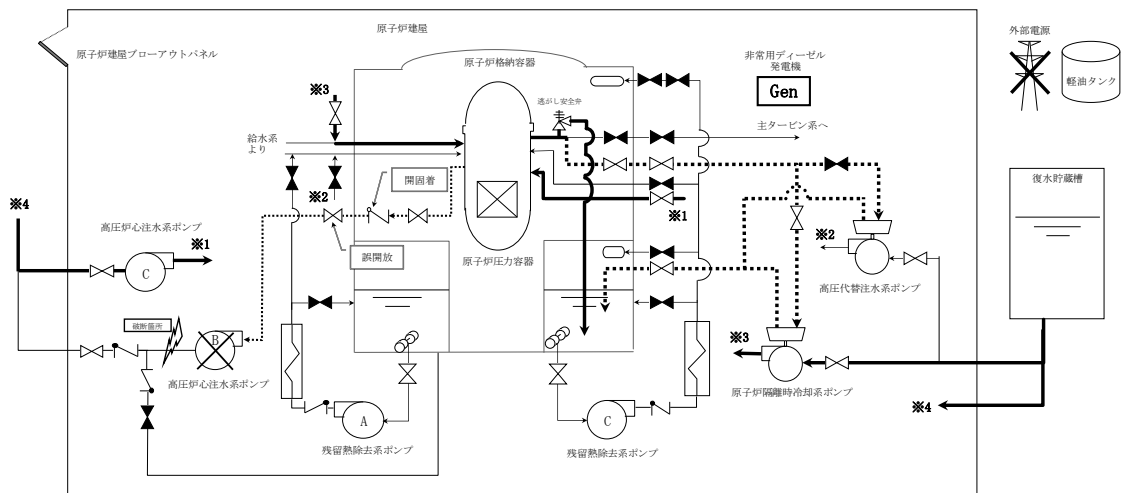 原子炉建屋
原子炉建屋ブローアウトパネル
原子炉格納容器
非常用ディーゼル
発電機
Gen
外部電源
軽油タンク
※3
逃がし安全弁
給水系
より
主タービン系へ
開固着
※2
誤開放
※1
復水貯蔵槽
※4
高圧炉心注水系ポンプ
※1
C
原子炉圧力容器
※2
高圧代替注水系ポンプ
破断箇所
B
高圧炉心注水系ポンプ
※3
原子炉隔離時冷却系ポンプ
※4
A
残留熱除去系ポンプ
C
残留熱除去系ポンプ